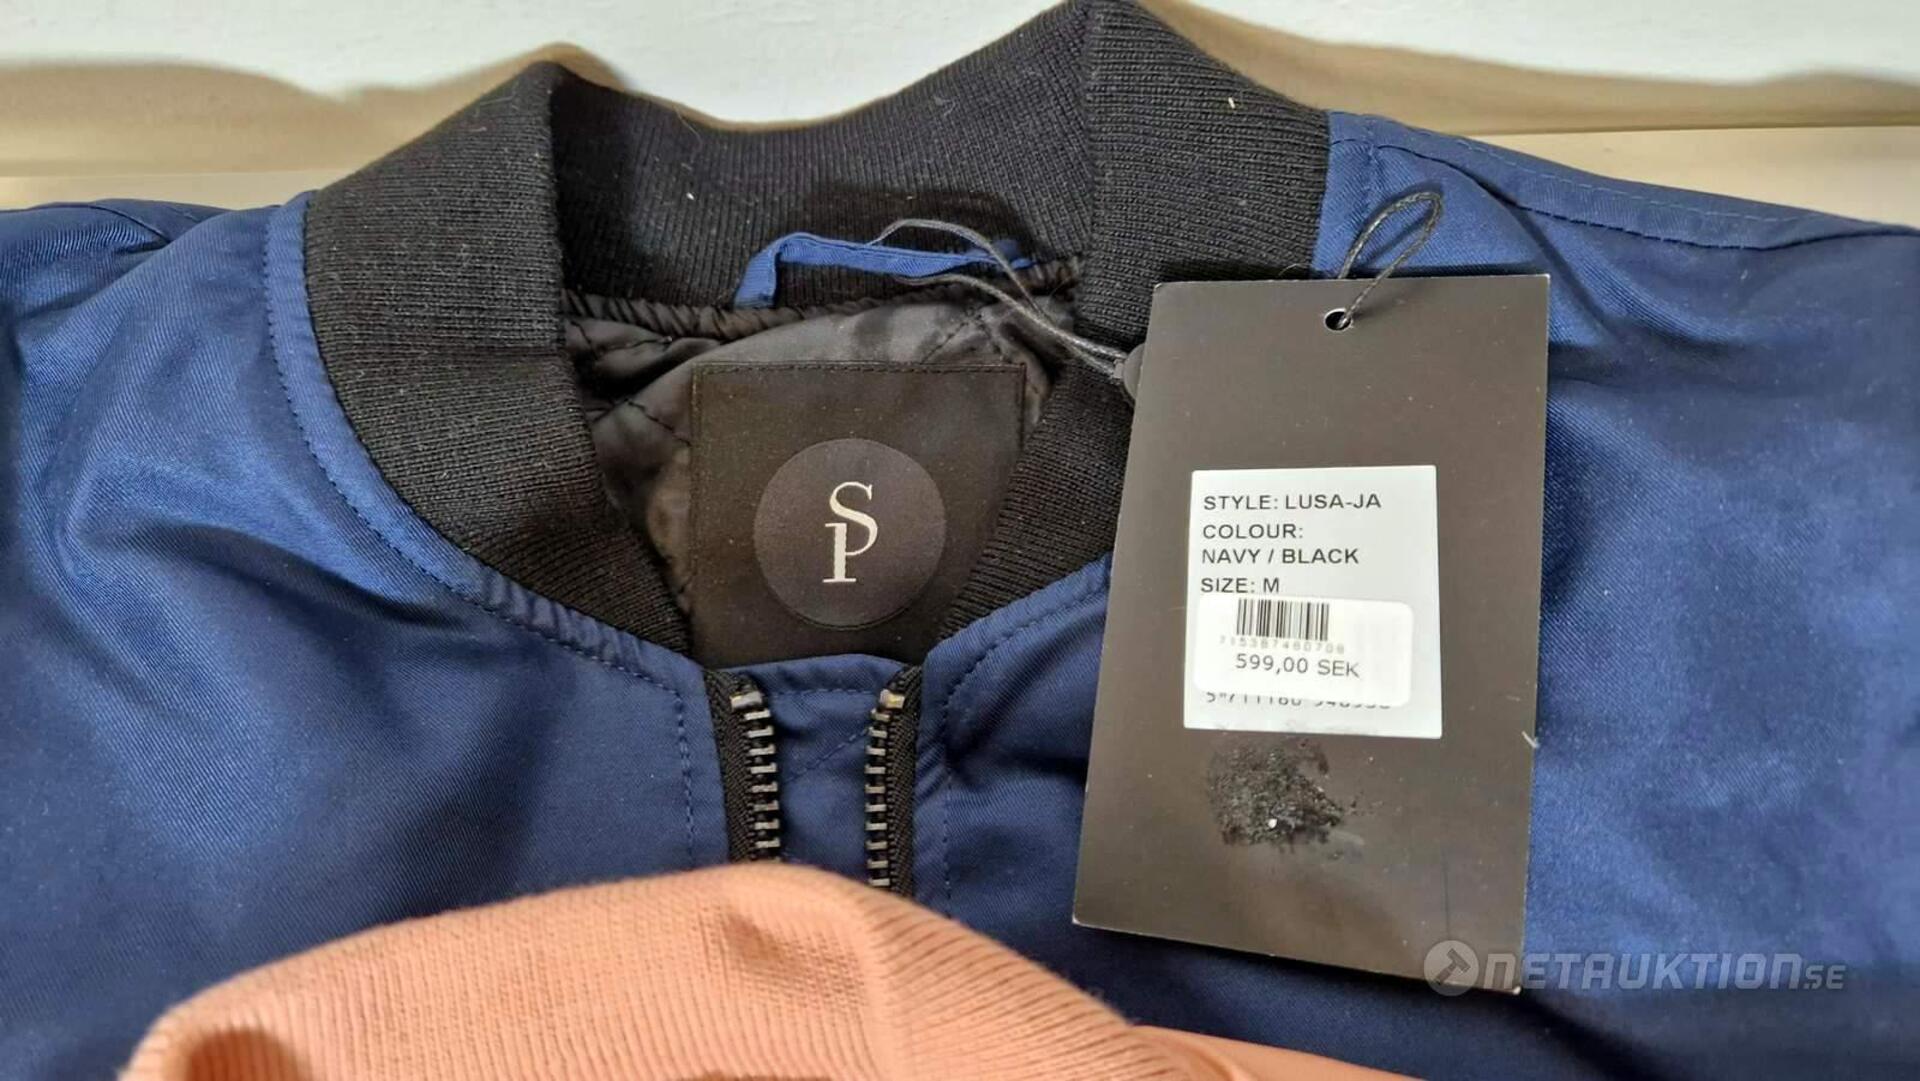 SP
STYLE: LUSA-JA
COLOUR:
NAVY / BLACK
SIZE: M
599,00 SEK
NETAUKTION.SE